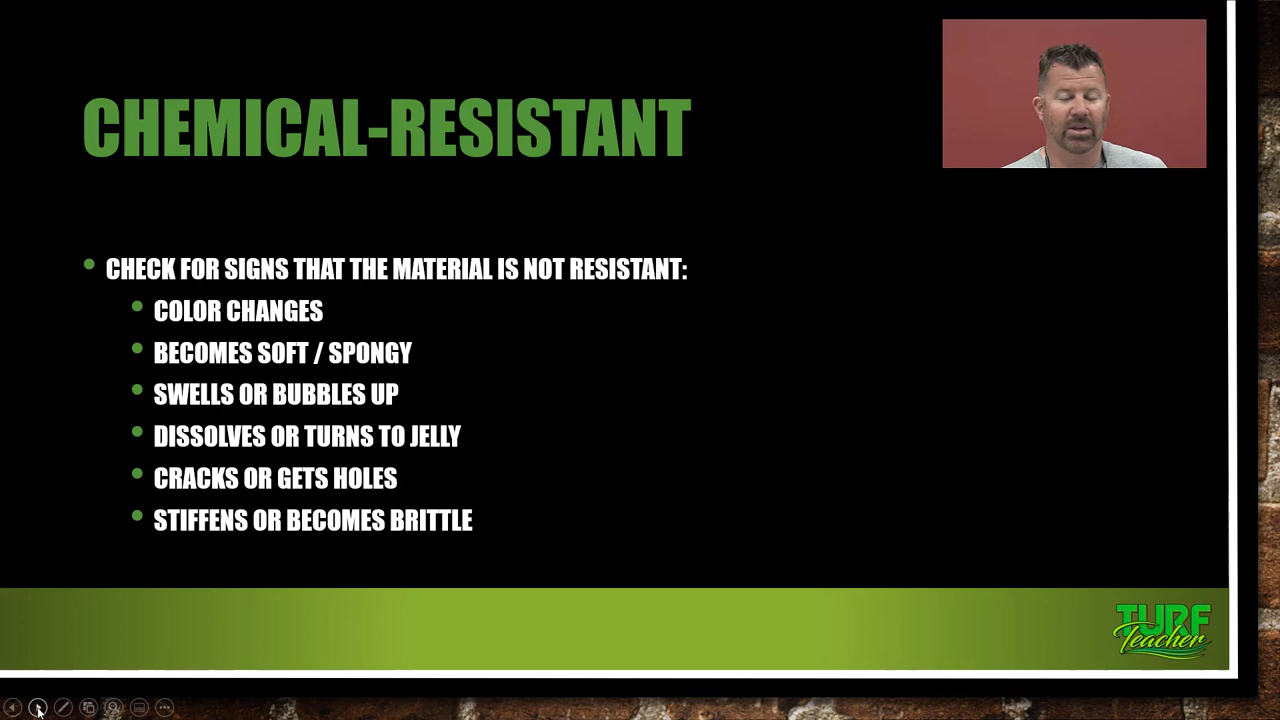 CHEMICAL-RESISTANT
CHECK FOR SIGNS THAT THE MATERIAL IS NOT RESISTANT:
COLOR CHANGES
BECOMES SOFT / SPONGY
SWELLS OR BUBBLES UP
DISSOLVES OR TURNS TO JELLY
CRACKS OR GETS HOLES
STIFFENS OR BECOMES BRITTLE
TURF
Teacher